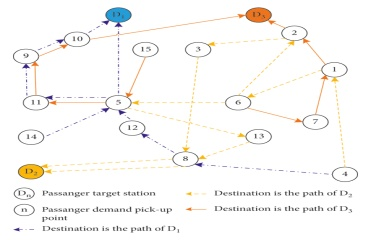 D₁
D₃
10
2
15
9
3
1
11
5
6
7
12
14
13
8
D₂
4
Dₙ Passanger target station
n Passanger demand pick-up
point
Destination is the path of D₁
Destination is the path of D₂
Destination is the path of D₃